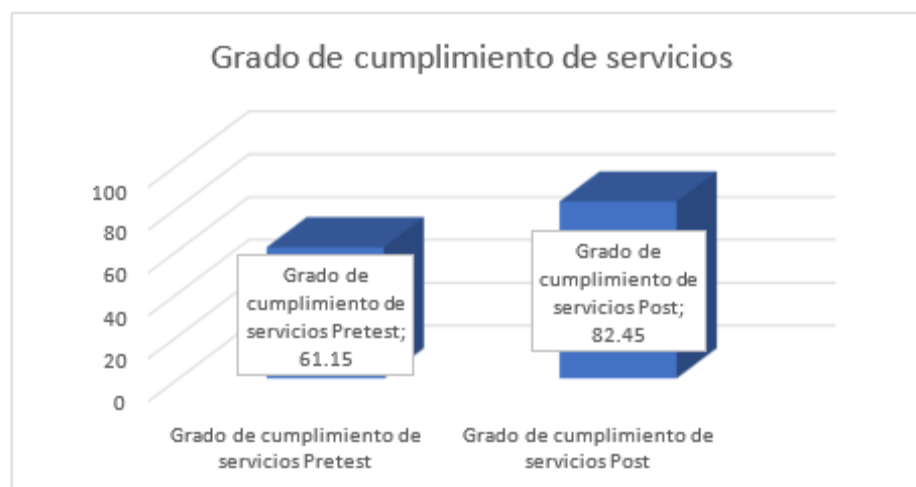 Grado de cumplimiento de servicios
100
80
60
40
20
0
Grado de
cumplimiento de
servicios Pretest;
61.15
Grado de
cumplimiento de
servicios Post;
82.45
Grado de cumplimiento de
servicios Pretest
Grado de cumplimiento de
servicios Post